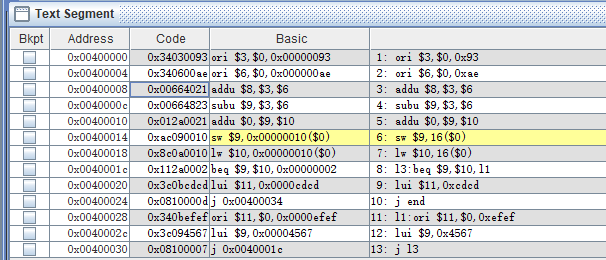 Text Segment
Bkpt Address Code Basic
0x00400000 0x34030093 ori $3,$0,0x00000093 1: ori $3,$0,0x93
0x00400004 0x340600ae ori $6,$0,0x000000ae 2: ori $6,$0,0xae
0x00400008 0x00664021 addu $8,$3,$6 3: addu $8,$3,$6
0x0040000c 0x00664823 subu $9,$3,$6 4: subu $9,$3,$6
0x00400010 0x012a0021 addu $0,$9,$10 5: addu $0,$9,$10
0x00400014 0xac090010 sw $9,0x00000010($0) 6: sw $9,16($0)
0x00400018 0x8c0a0010 lw $10,0x00000010($0) 7: lw $10,16($0)
0x0040001c 0x112a0002 beq $9,$10,0x00000002 8: l3:beq $9,$10,l1
0x00400020 0x3c0bcdcd lui $11,0x0000cdcd 9: lui $11,0xcdcd
0x00400024 0x0810000d j 0x00400034 10: j end
0x00400028 0x340befef ori $11,$0,0x0000efef 11: l1:ori $11,$0,0xefef
0x0040002c 0x3c094567 lui $9,0x00004567 12: lui $9,0x4567
0x00400030 0x08100007 j 0x0040001c 13: j l3